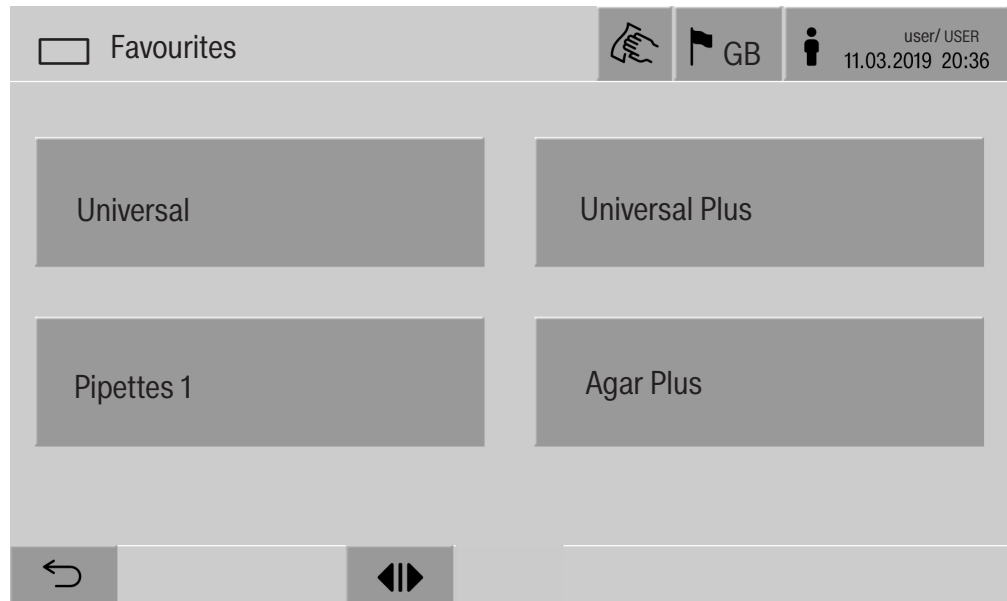 Favourites
GB
user/ USER
11.03.2019 20:36
Universal
Universal Plus
Pipettes 1
Agar Plus